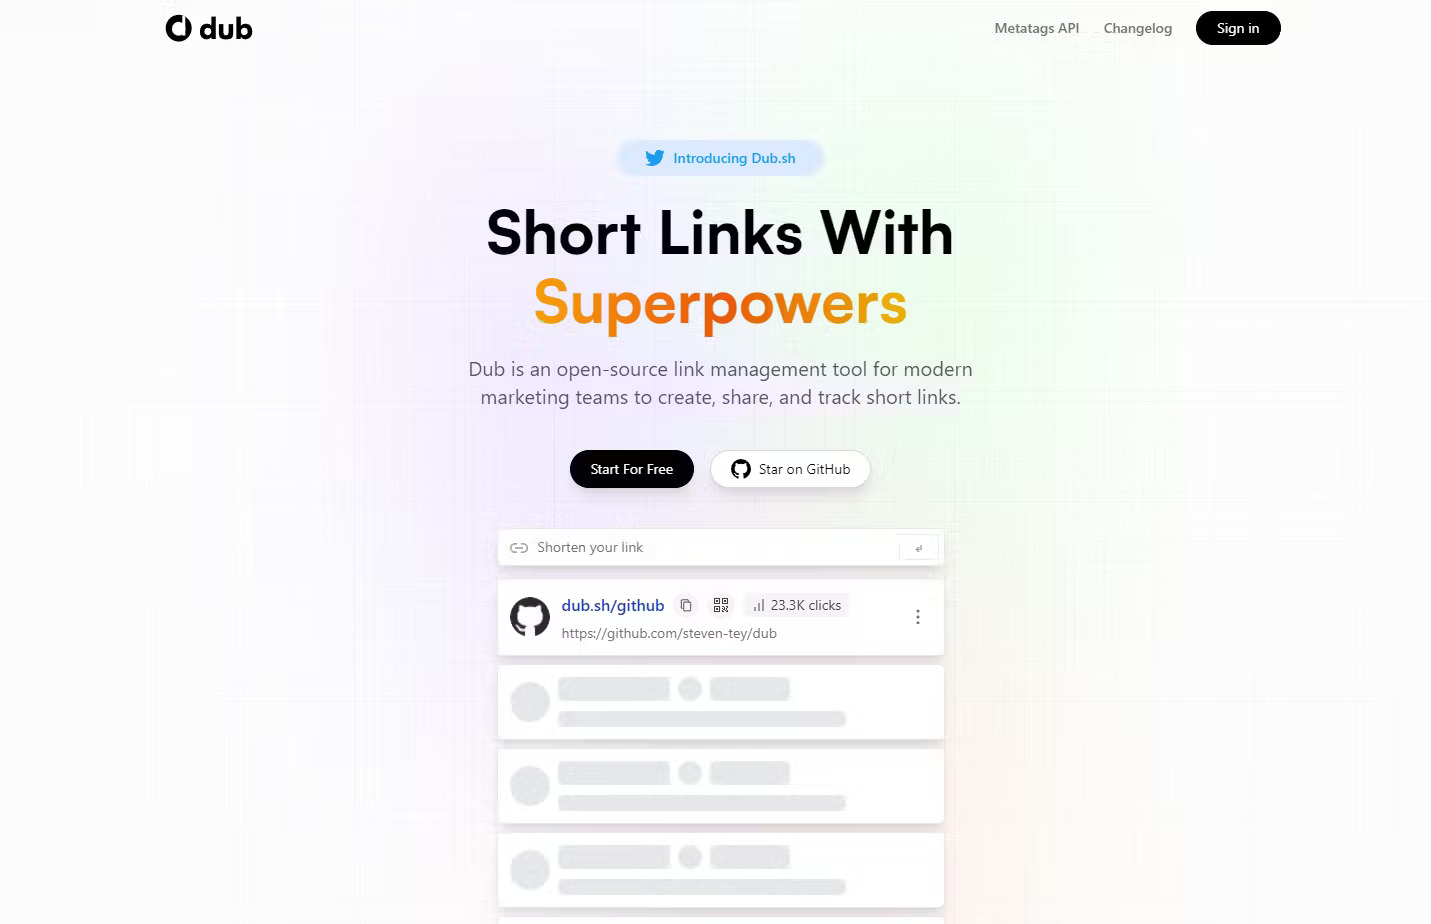 dub
Metatags API
Changelog
Sign in
Introducing Dub.sh
Short Links With
Superpowers
Dub is an open-source link management tool for modern
marketing teams to create, share, and track short links.
Start For Free
Star on GitHub
Shorten your link
dub.sh/github
23.3K clicks
https://github.com/steven-tey/dub